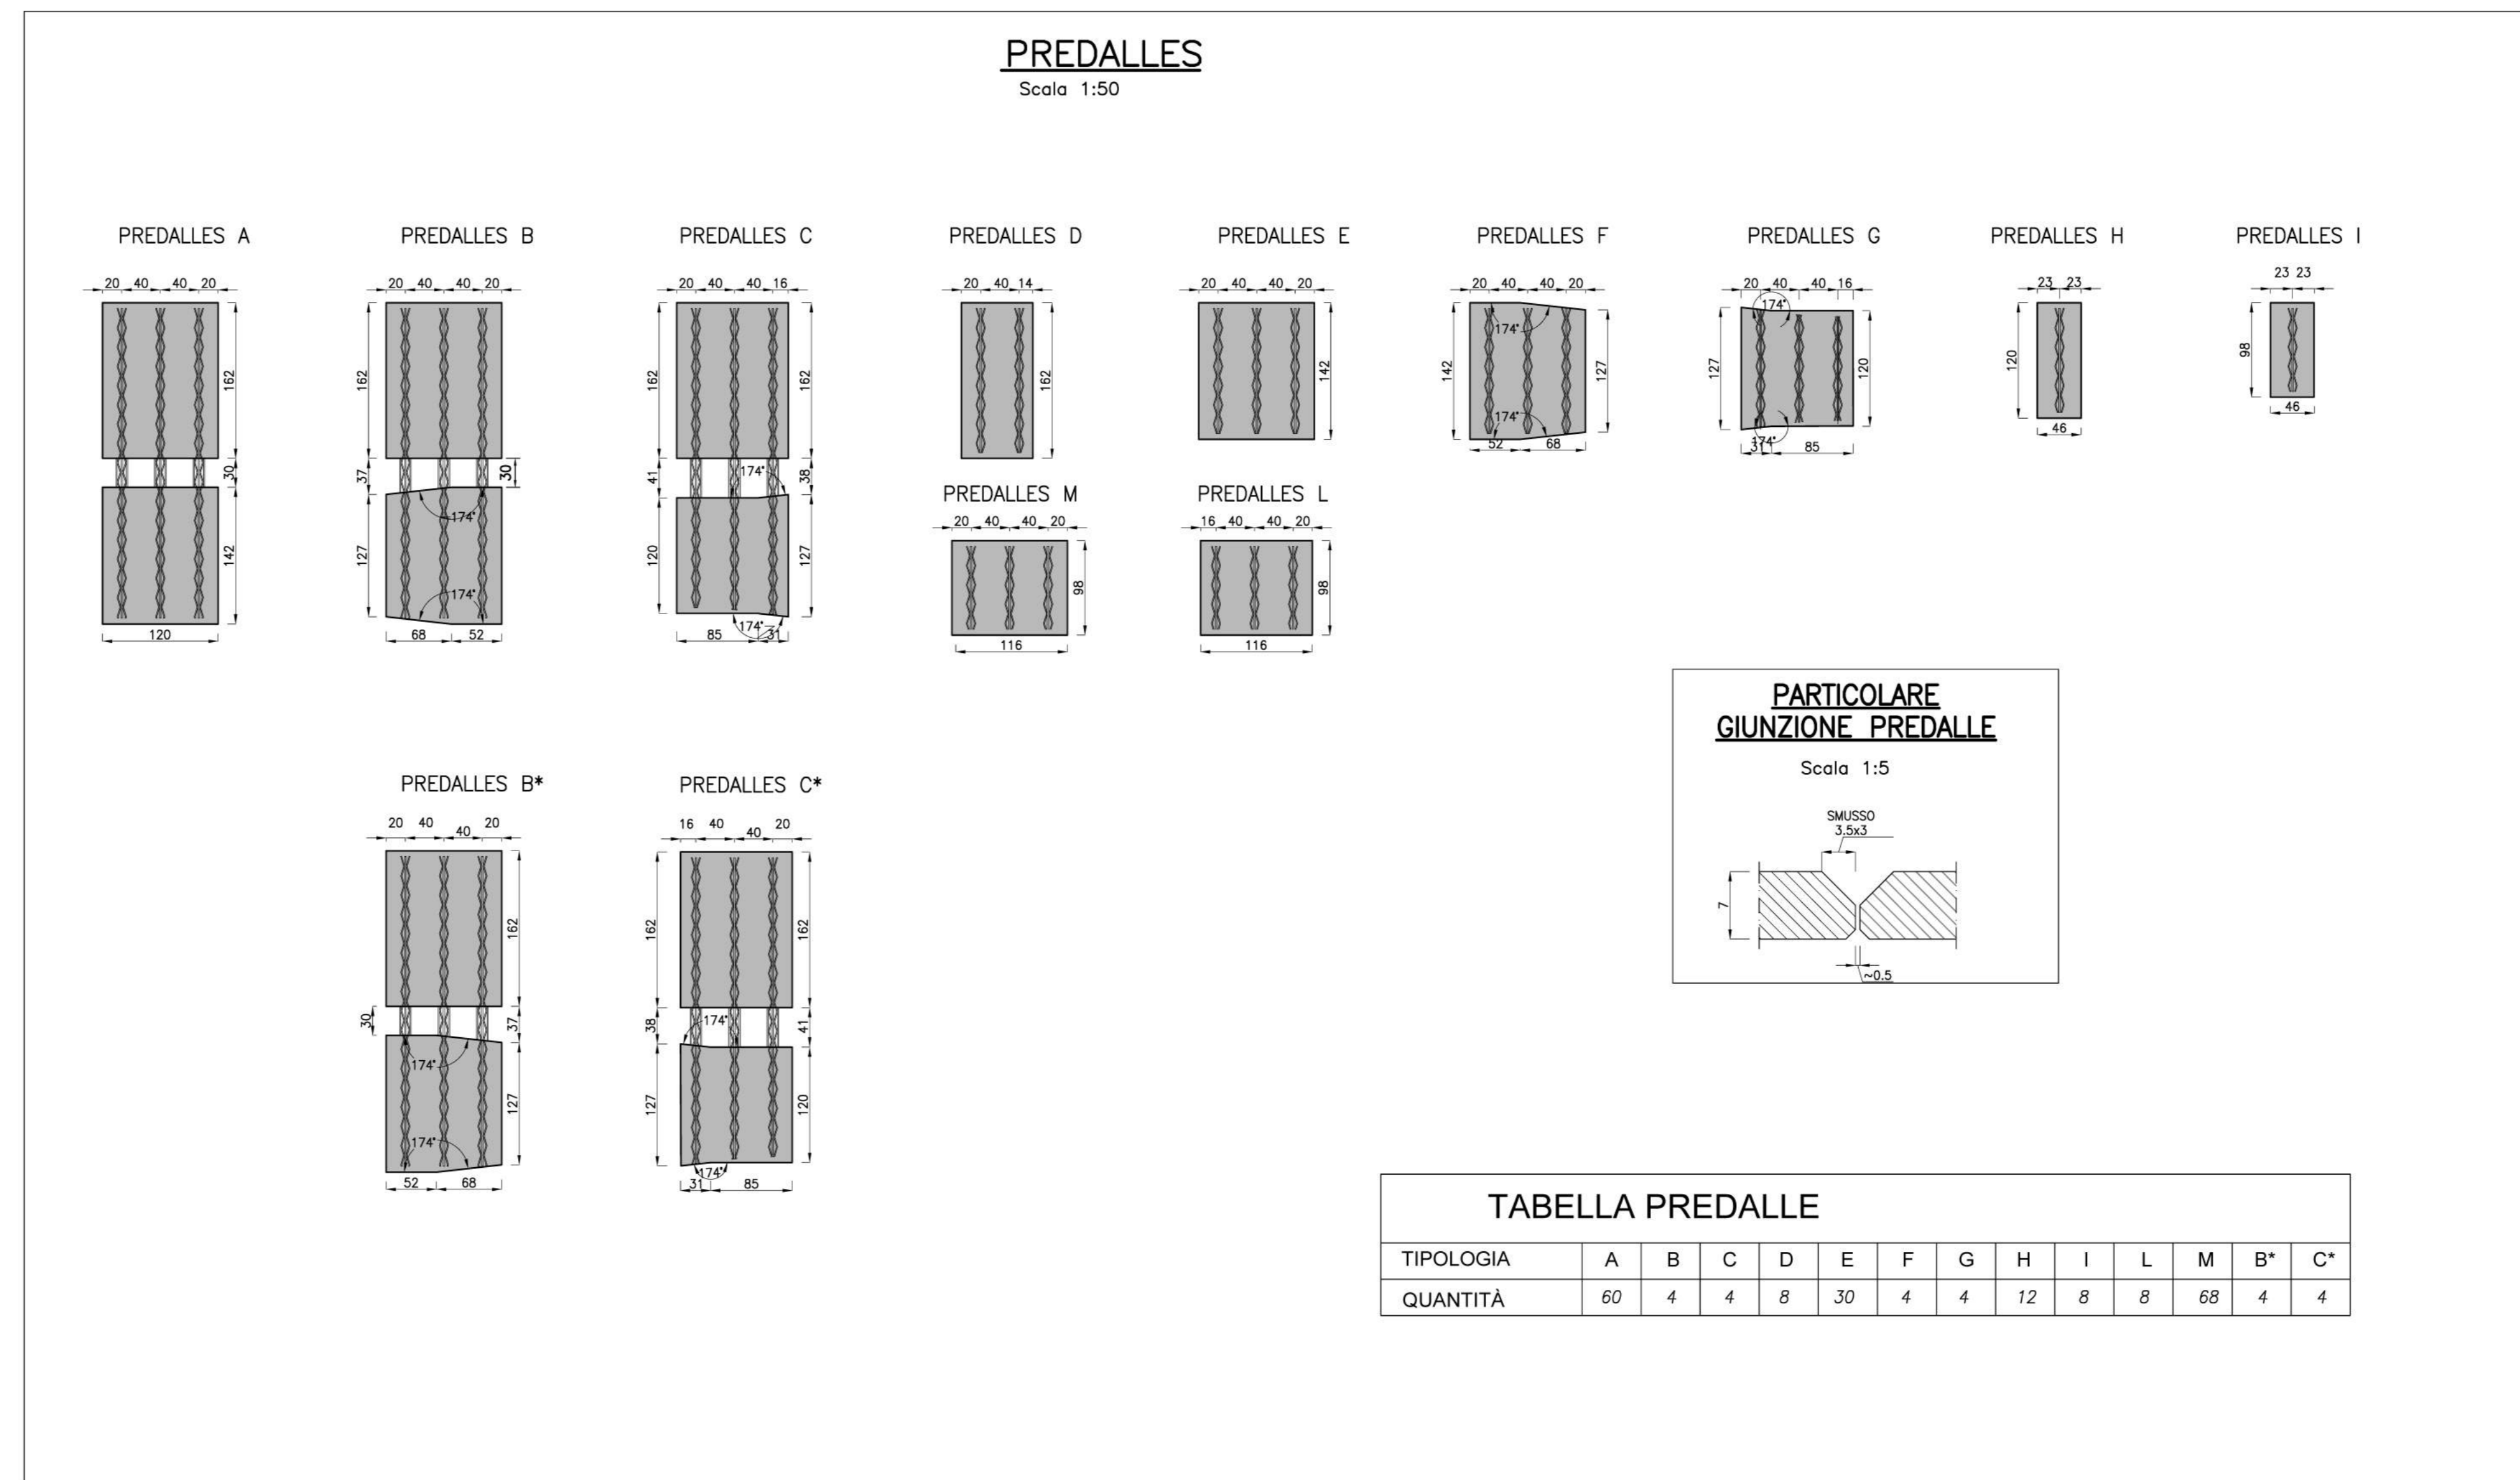 PREDALLES
Scala 1:50
PREDALLES A
20 40 40 20
162
30
142
120
PREDALLES B
20 40 40 20
162
37
30
127
174°
174°
68 52
PREDALLES C
20 40 40 16
162
162
41
38
174°
120
127
174°
85 31
PREDALLES D
20 40 14
162
PREDALLES E
20 40 40 20
142
PREDALLES F
20 40 40 20
142
174°
127
174°
52 68
PREDALLES G
20 40 40 16
174°
127
120
174°
31 85
PREDALLES H
23 23
120
46
PREDALLES I
23 23
98
46
PREDALLES M
20 40 40 20
98
116
PREDALLES L
16 40 40 20
98
116
PREDALLES B*
20 40 40 20
162
30
37
174°
127
174°
52 68
PREDALLES C*
16 40 40 20
162
162
38
41
174°
127
120
174°
31 85
PARTICOLARE
GIUNZIONE PREDALLE
Scala 1:5
SMUSSO
3.5x3
7
~0.5
TABELLA PREDALLE
TIPOLOGIA A B C D E F G H I L M B* C*
QUANTITÀ 60 4 4 8 30 4 4 12 8 8 68 4 4